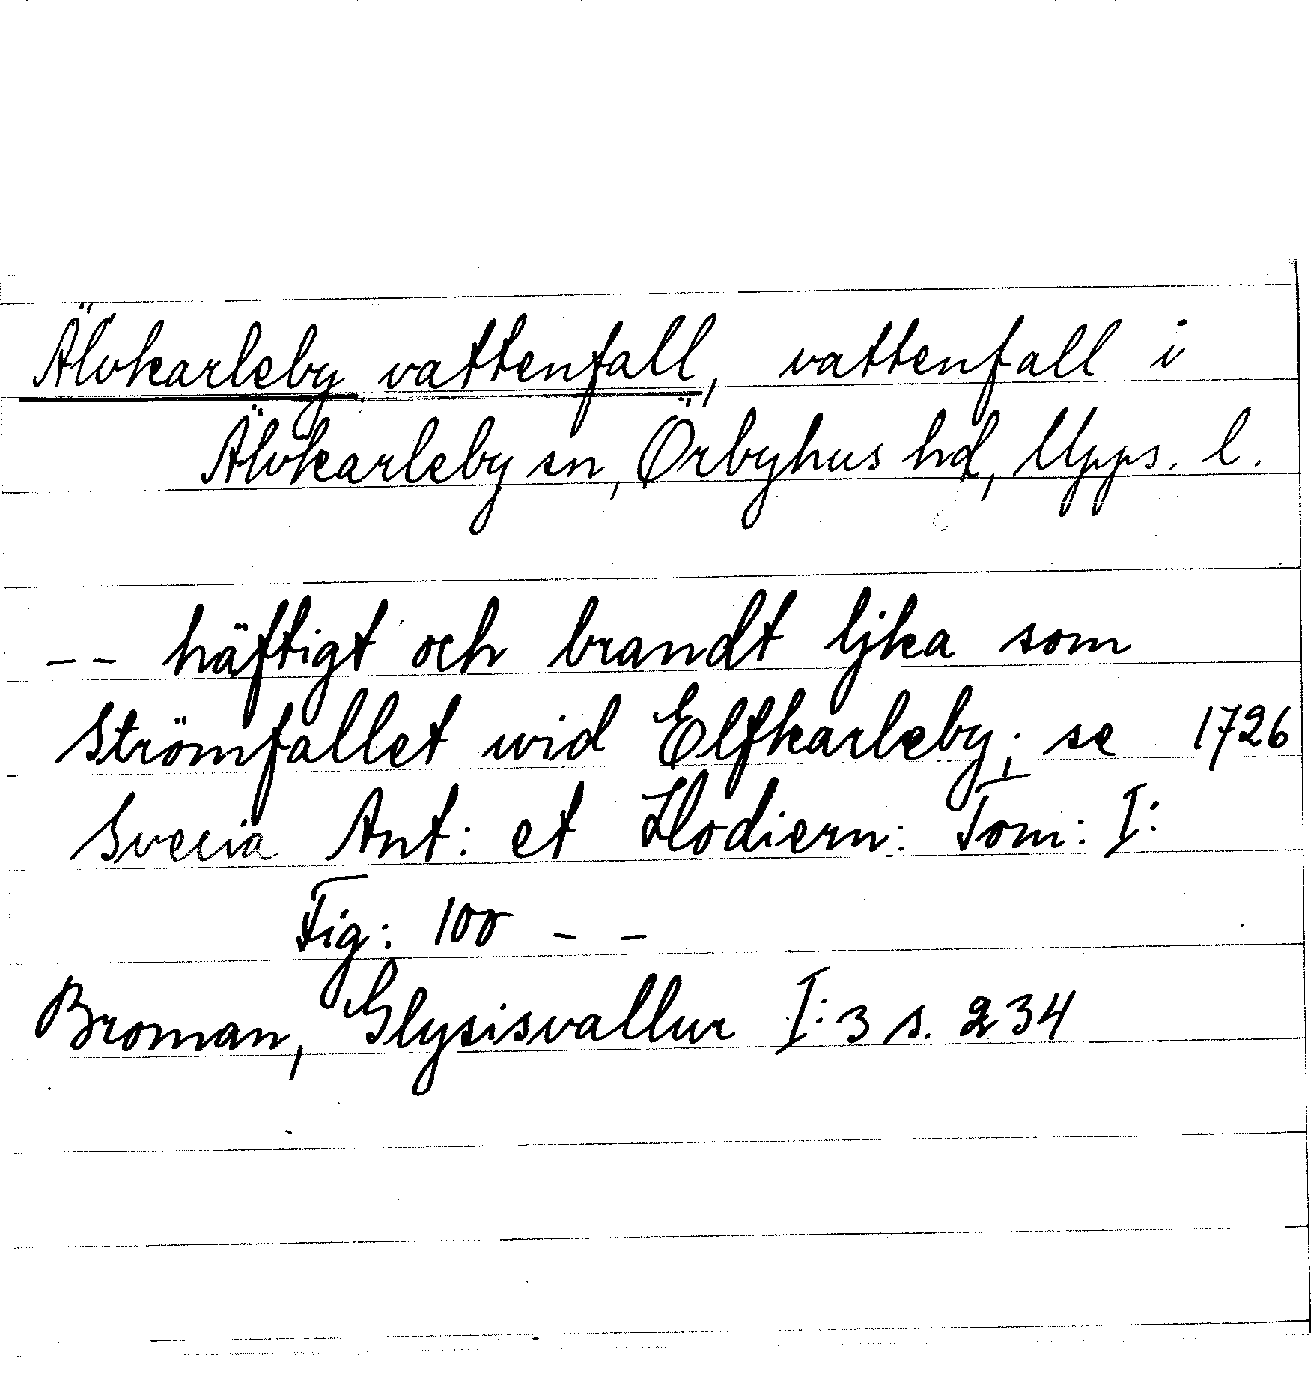 Älvkarleby vattenfall, vattenfall i
Älvkarleby sn, Örbyhus hd, Upps. l.
-- häftigt och brandt ljka som
Strömfallet wid Elfkarleby; se 1726
Svecia Ant: et Hodiern: Tom: I:
Fig: 100 - -
Broman, Glysisvallur I:3 s. 234